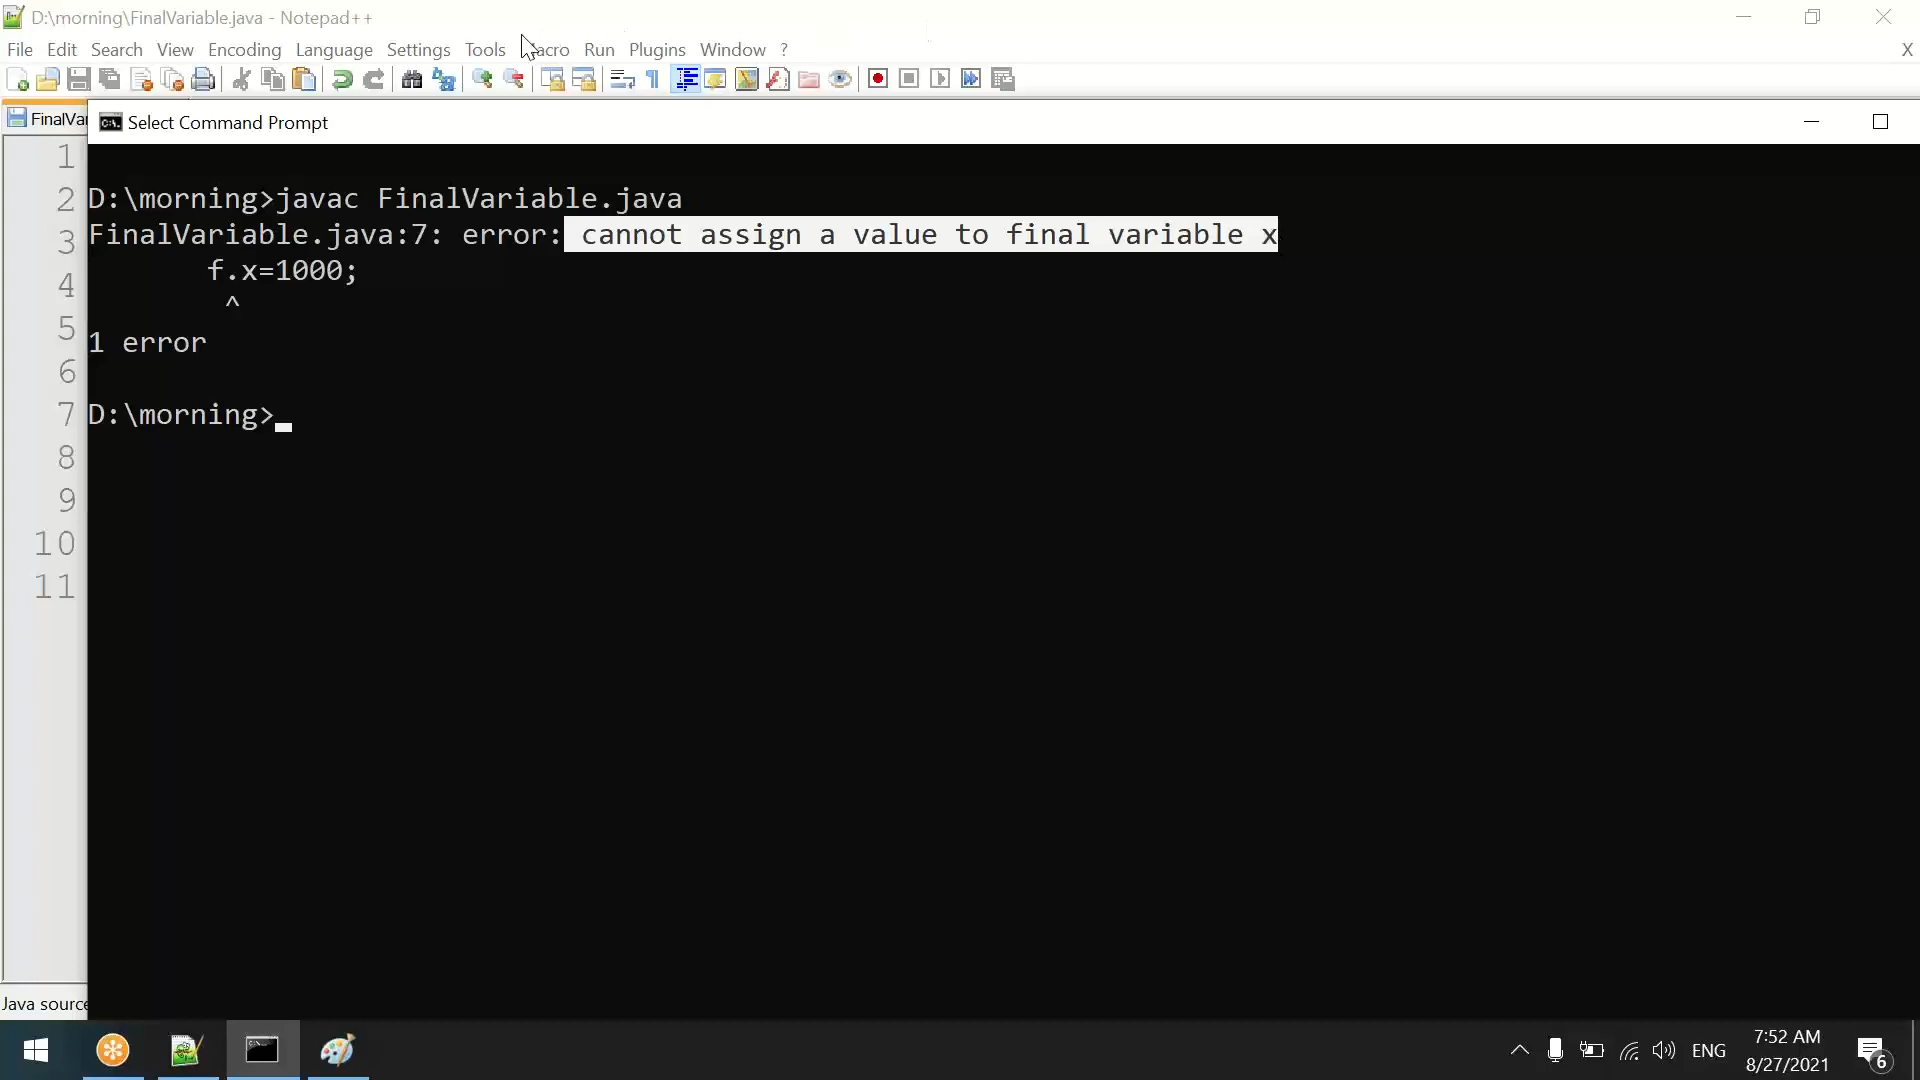 D:\morning\FinalVariable.java - Notepad++
File Edit Search View Encoding Language Settings Tools Macro Run Plugins Window ? X
FinalVar
Select Command Prompt
1
2
3
4
5
6
7
8
9
10
11
D:\morning>javac FinalVariable.java
FinalVariable.java:7: error: cannot assign a value to final variable x
f.x=1000;
^
1 error
D:\morning>
Java source
ENG
7:52 AM
8/27/2021
6